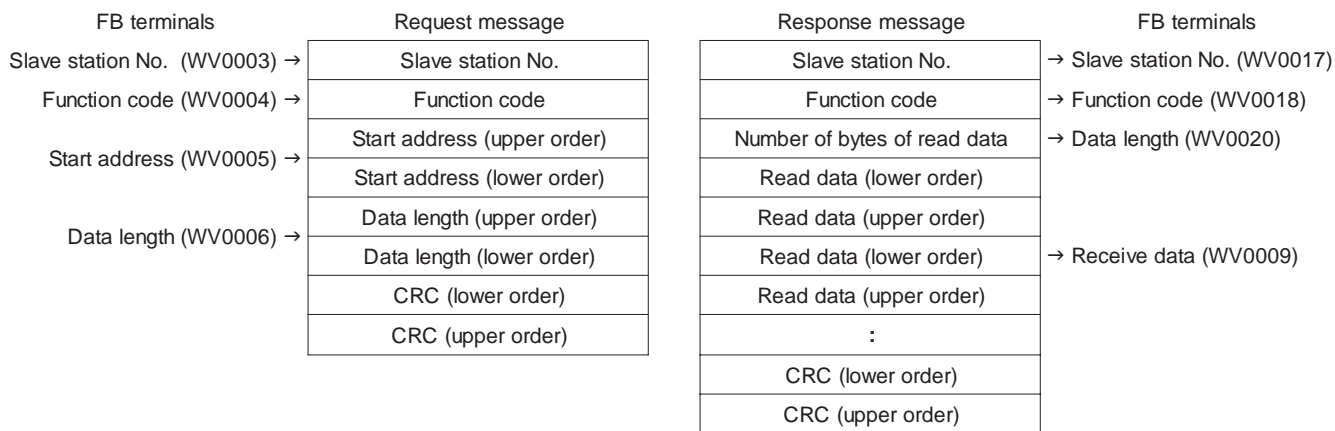 FB terminals Request message Response message FB terminals
Slave station No. (WV0003) → Slave station No. Slave station No. → Slave station No. (WV0017)
Function code (WV0004) → Function code Function code → Function code (WV0018)
Start address (upper order) Number of bytes of read data → Data length (WV0020)
Start address (WV0005) →
Start address (lower order) Read data (lower order)
Data length (upper order) Read data (upper order)
Data length (WV0006) →
Data length (lower order) Read data (lower order) → Receive data (WV0009)
CRC (lower order) Read data (upper order)
CRC (upper order) :
CRC (lower order)
CRC (upper order)